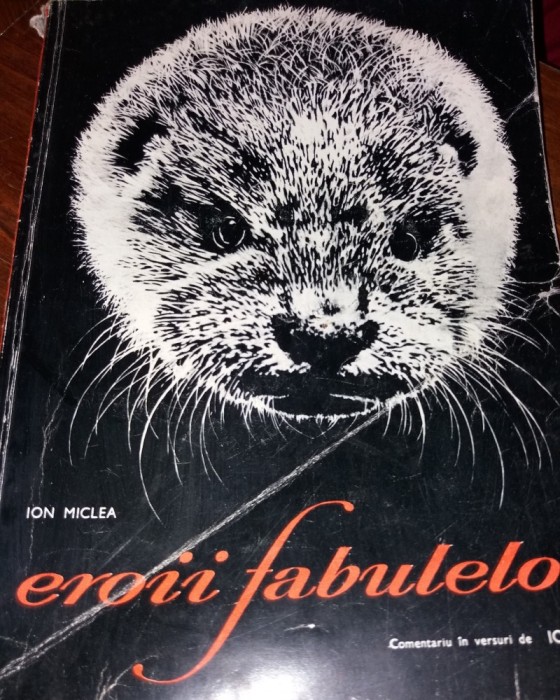 ION MICLEA
eroii fabulelo
Comentariu în versuri de IO